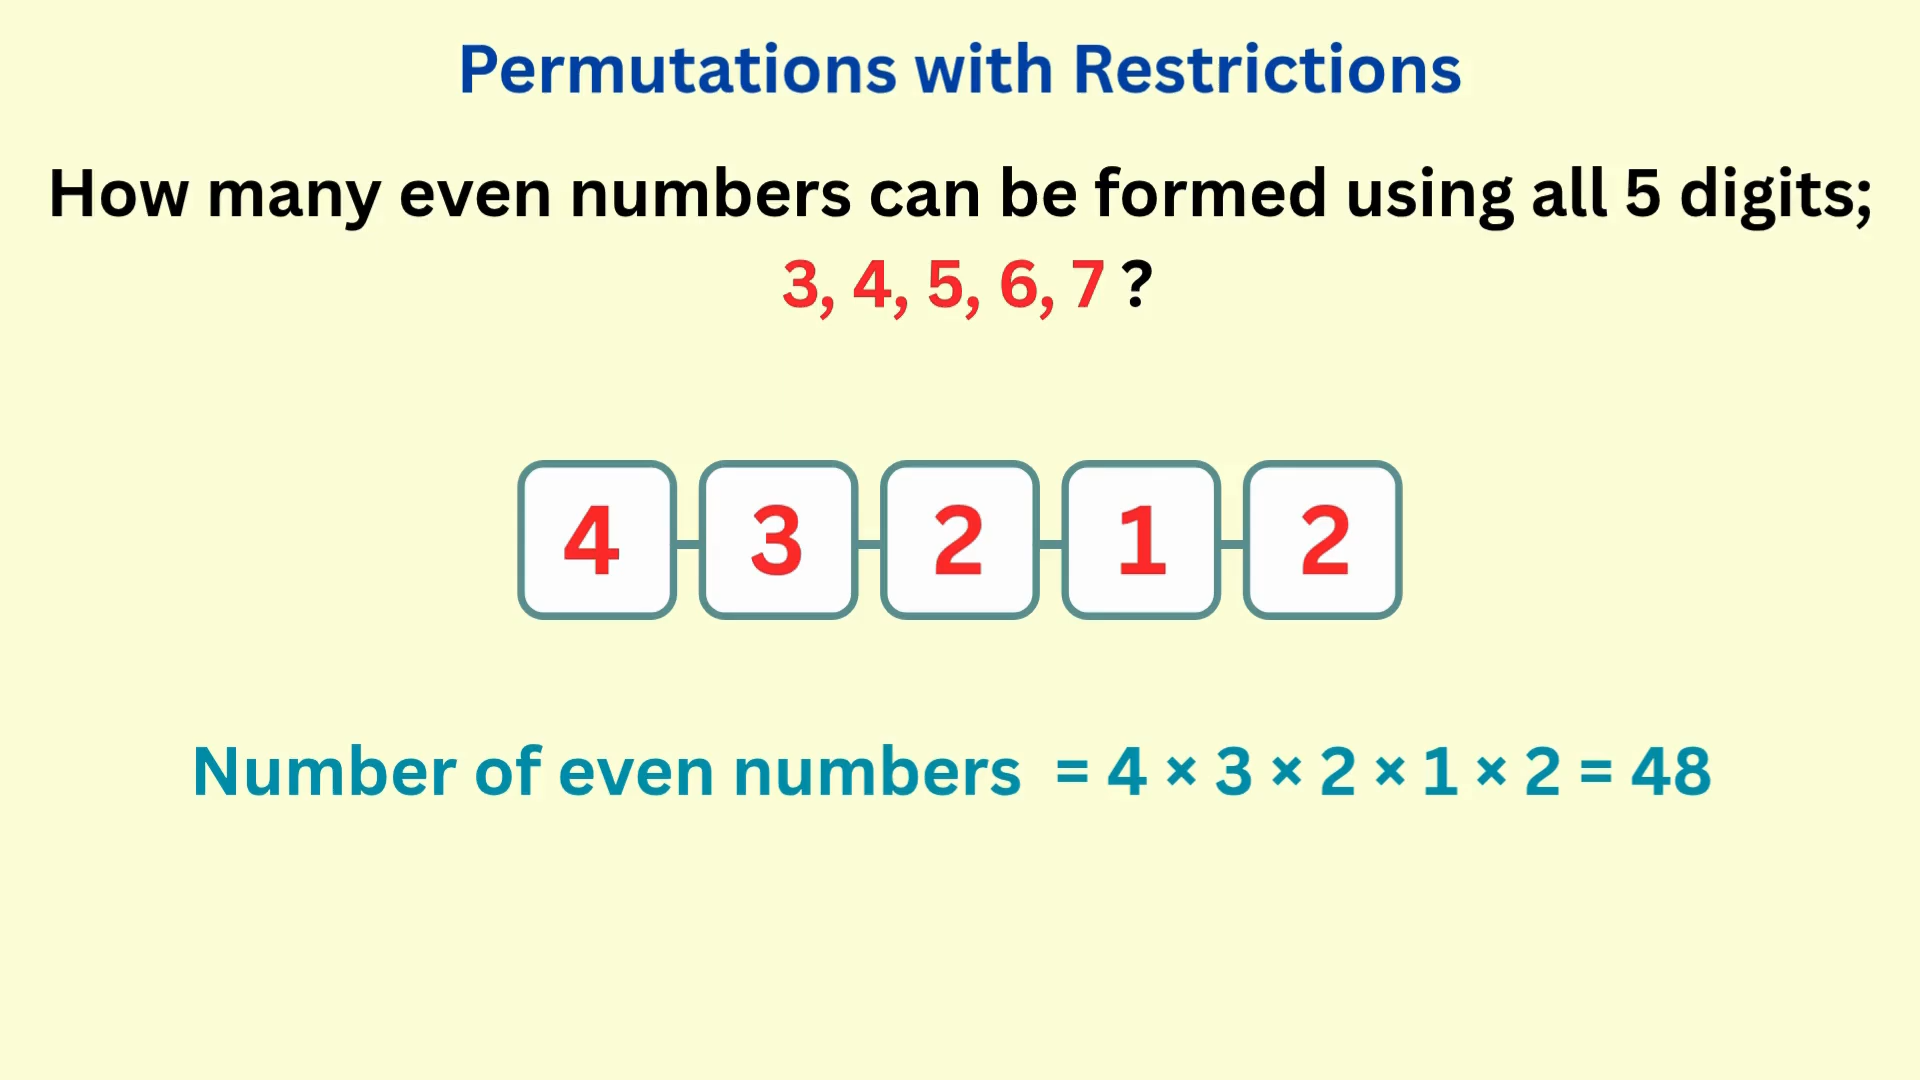 Permutations with Restrictions
How many even numbers can be formed using all 5 digits;
3, 4, 5, 6, 7 ?
4 3 2 1 2
Number of even numbers = 4 × 3 × 2 × 1 × 2 = 48